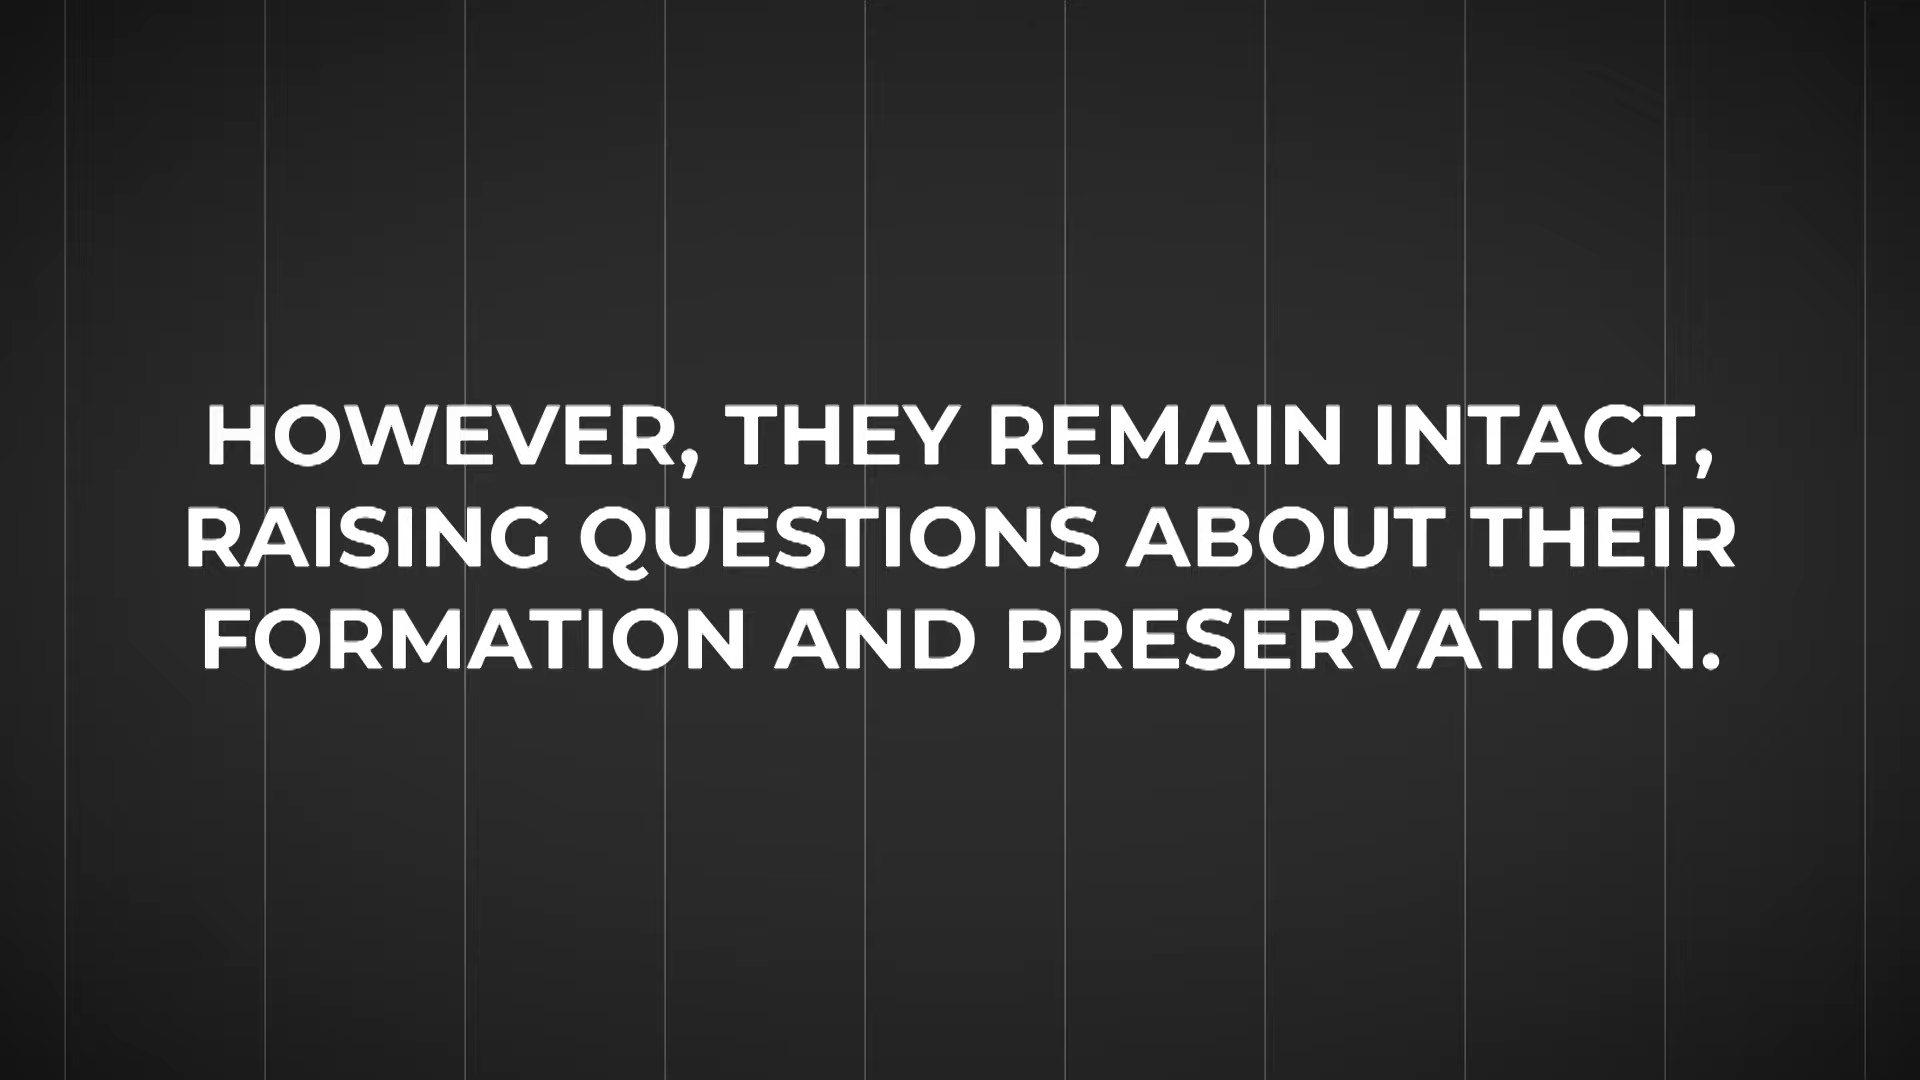 HOWEVER, THEY REMAIN INTACT,
RAISING QUESTIONS ABOUT THEIR
FORMATION AND PRESERVATION.